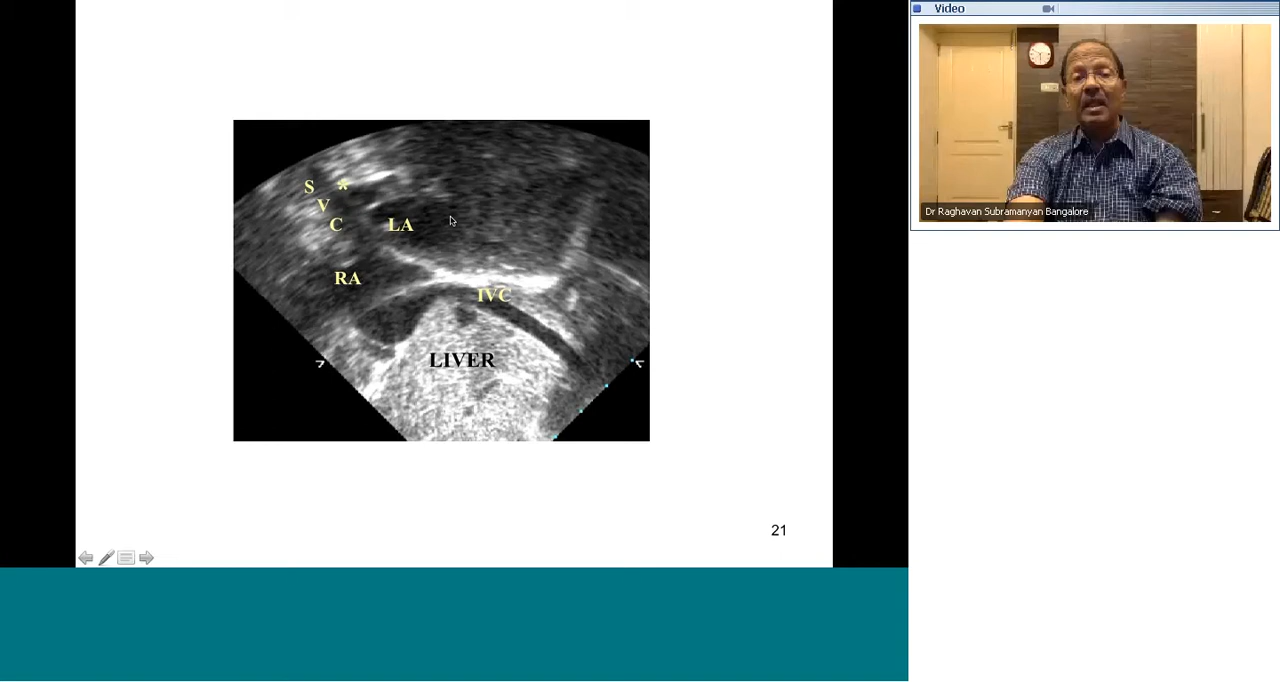 Video
S *
V
C
LA
RA
IVC
LIVER
21
Dr Raghavan Subramanyan Bangalore